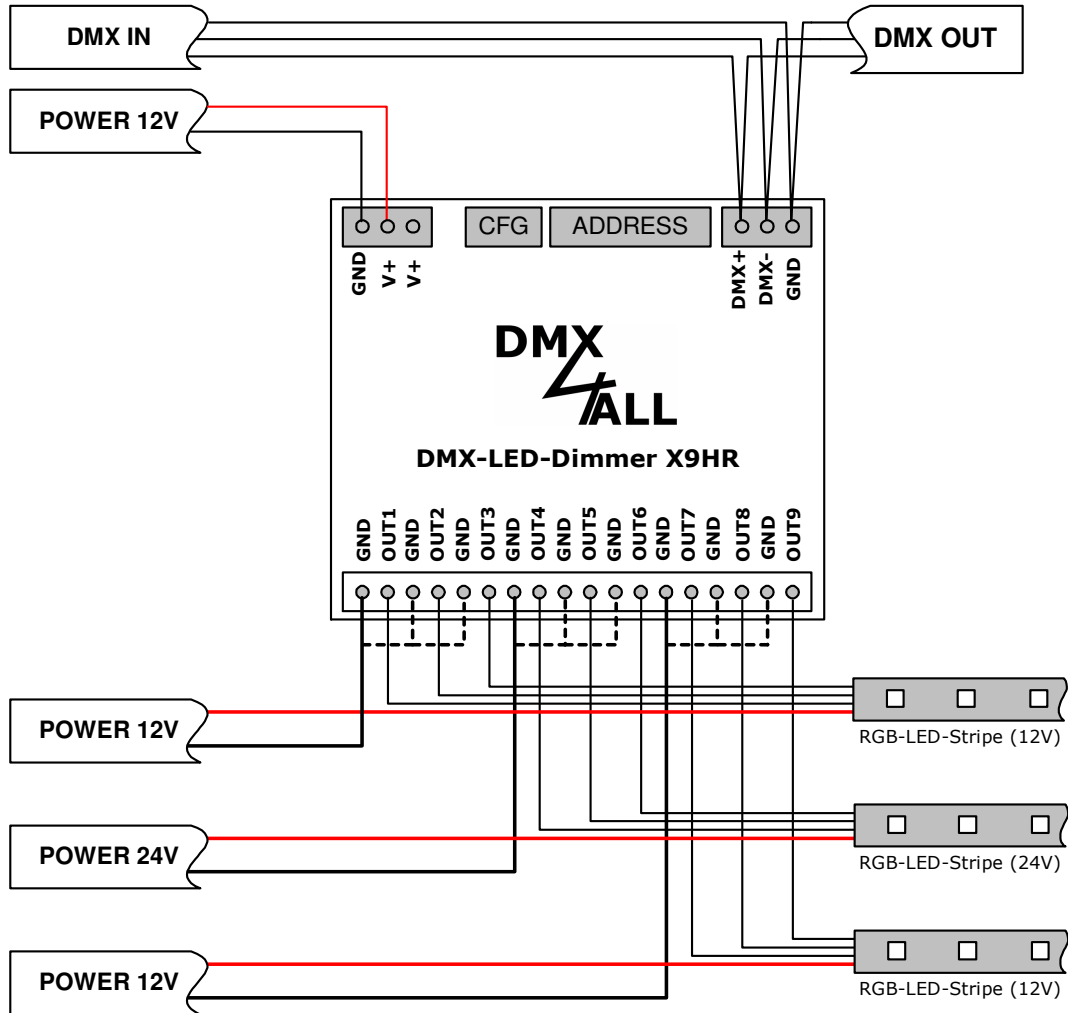 DMX IN
DMX OUT
POWER 12V
CFG
ADDRESS
GND
V+
V+
DMX+
DMX-
GND
DMX
4
ALL
DMX-LED-Dimmer X9HR
GND
OUT1
GND
OUT2
GND
OUT3
GND
OUT4
GND
OUT5
GND
OUT6
GND
OUT7
GND
OUT8
GND
OUT9
POWER 12V
RGB-LED-Stripe (12V)
POWER 24V
RGB-LED-Stripe (24V)
POWER 12V
RGB-LED-Stripe (12V)